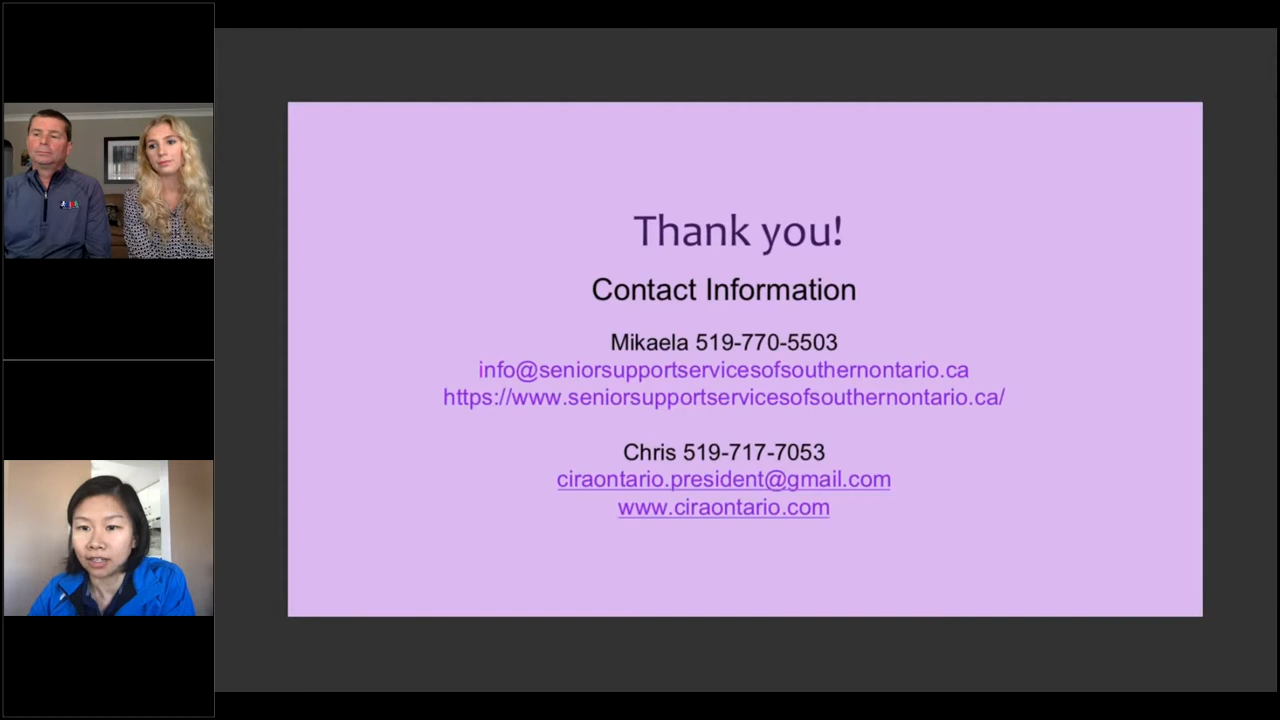 Thank you!
Contact Information
Mikaela 519-770-5503
info@seniorsupportservicesofsouthernontario.ca
https://www.seniorsupportservicesofsouthernontario.ca/
Chris 519-717-7053
ciraontario.president@gmail.com
www.ciraontario.com